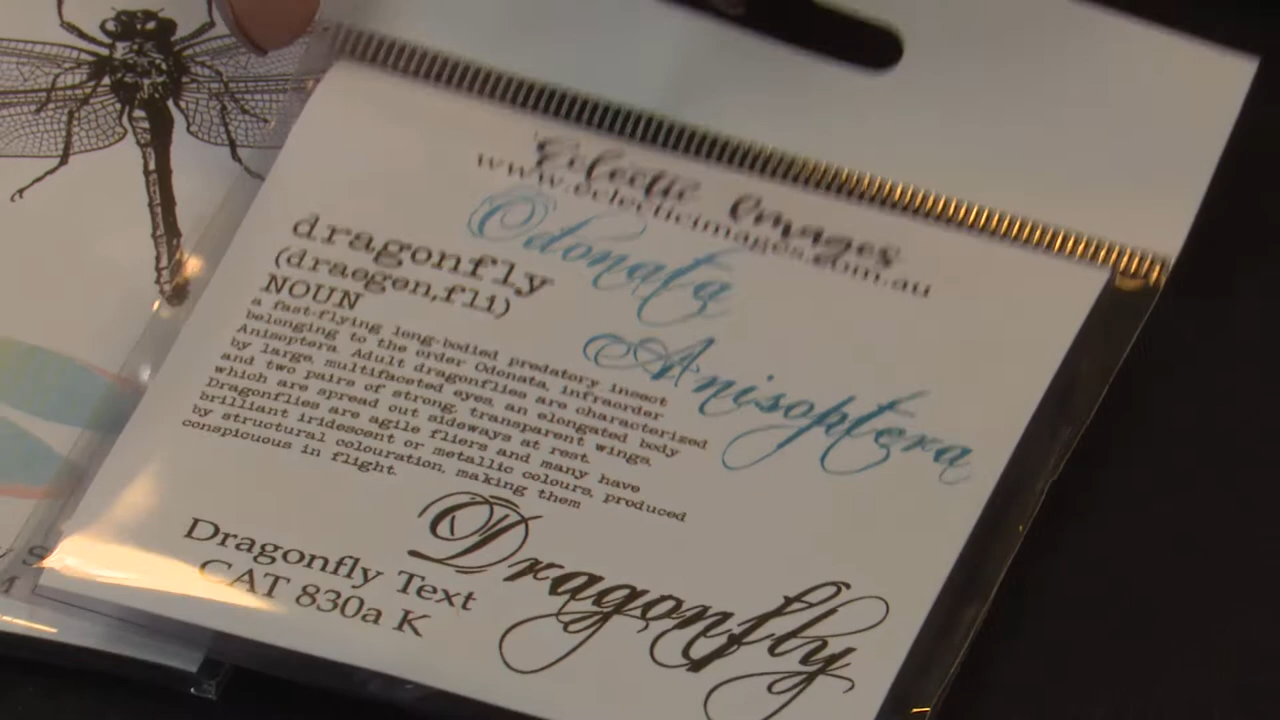 Eclectic Images
www.eclecticimages.com.au
Odonata
Anisoptera
dragonfly
(draegen,fli)
NOUN
a fast-flying long-bodied predatory insect
belonging to the order Odonata, infraorder
Anisoptera. Adult dragonflies are characterized
by large, multifaceted eyes, an elongated body
and two pairs of strong, transparent wings,
which are spread out sideways at rest.
Dragonflies are agile fliers and many have
brilliant iridescent or metallic colours, produced
by structural colouration, making them
conspicuous in flight.
Dragonfly
Dragonfly Text
CAT 830a K